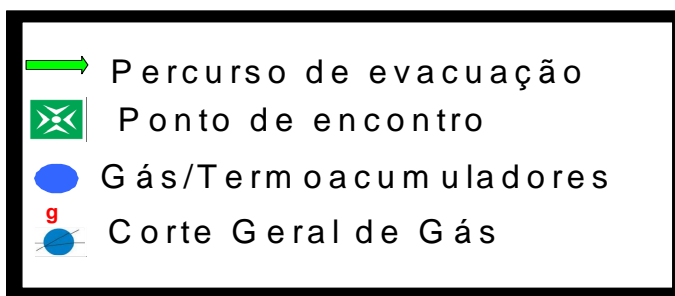 Percurso de evacuação
Ponto de encontro
Gás/Termoacumuladores
g
Corte Geral de Gás